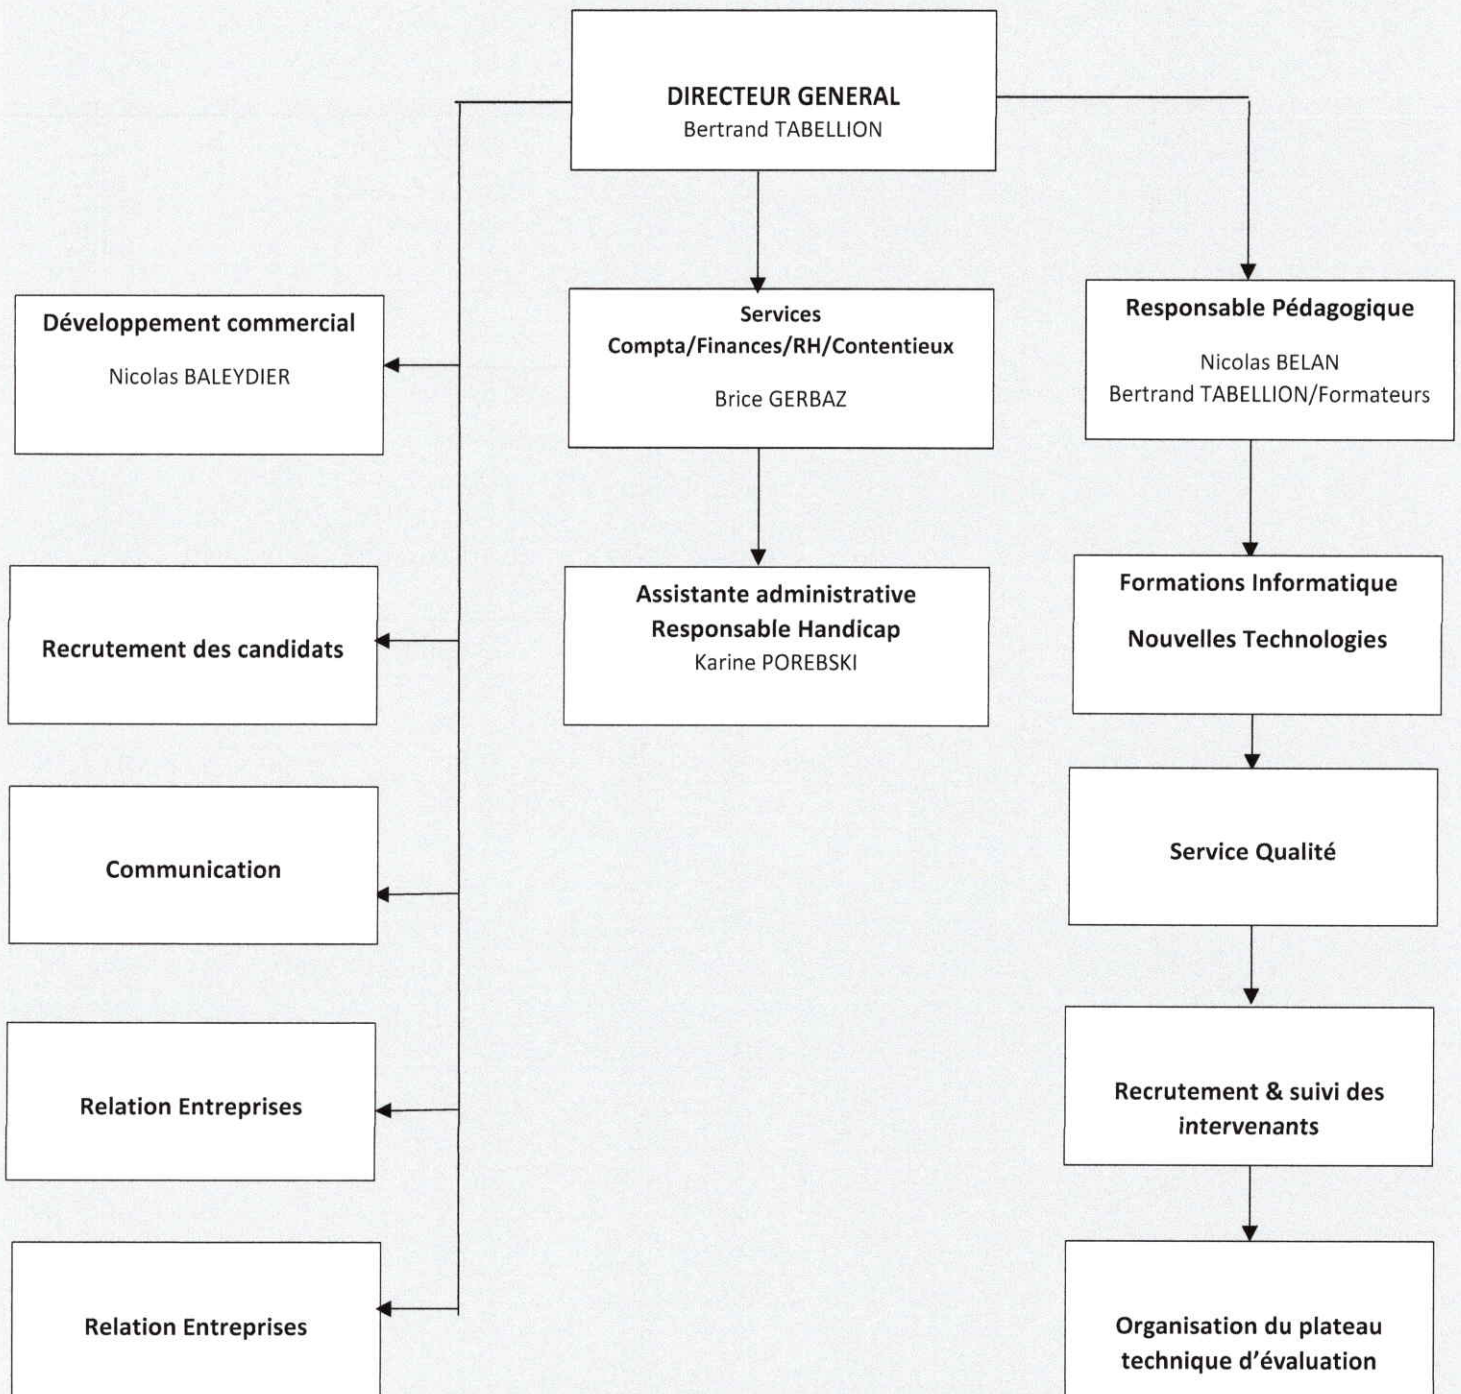 DIRECTEUR GENERAL
Bertrand TABELLION
Développement commercial
Nicolas BALEYDIER
Services
Compta/Finances/RH/Contentieux
Brice GERBAZ
Responsable Pédagogique
Nicolas BELAN
Bertrand TABELLION/Formateurs
Recrutement des candidats
Assistante administrative
Responsable Handicap
Karine POREBSKI
Formations Informatique
Nouvelles Technologies
Communication
Service Qualité
Relation Entreprises
Recrutement & suivi des
intervenants
Relation Entreprises
Organisation du plateau
technique d'évaluation